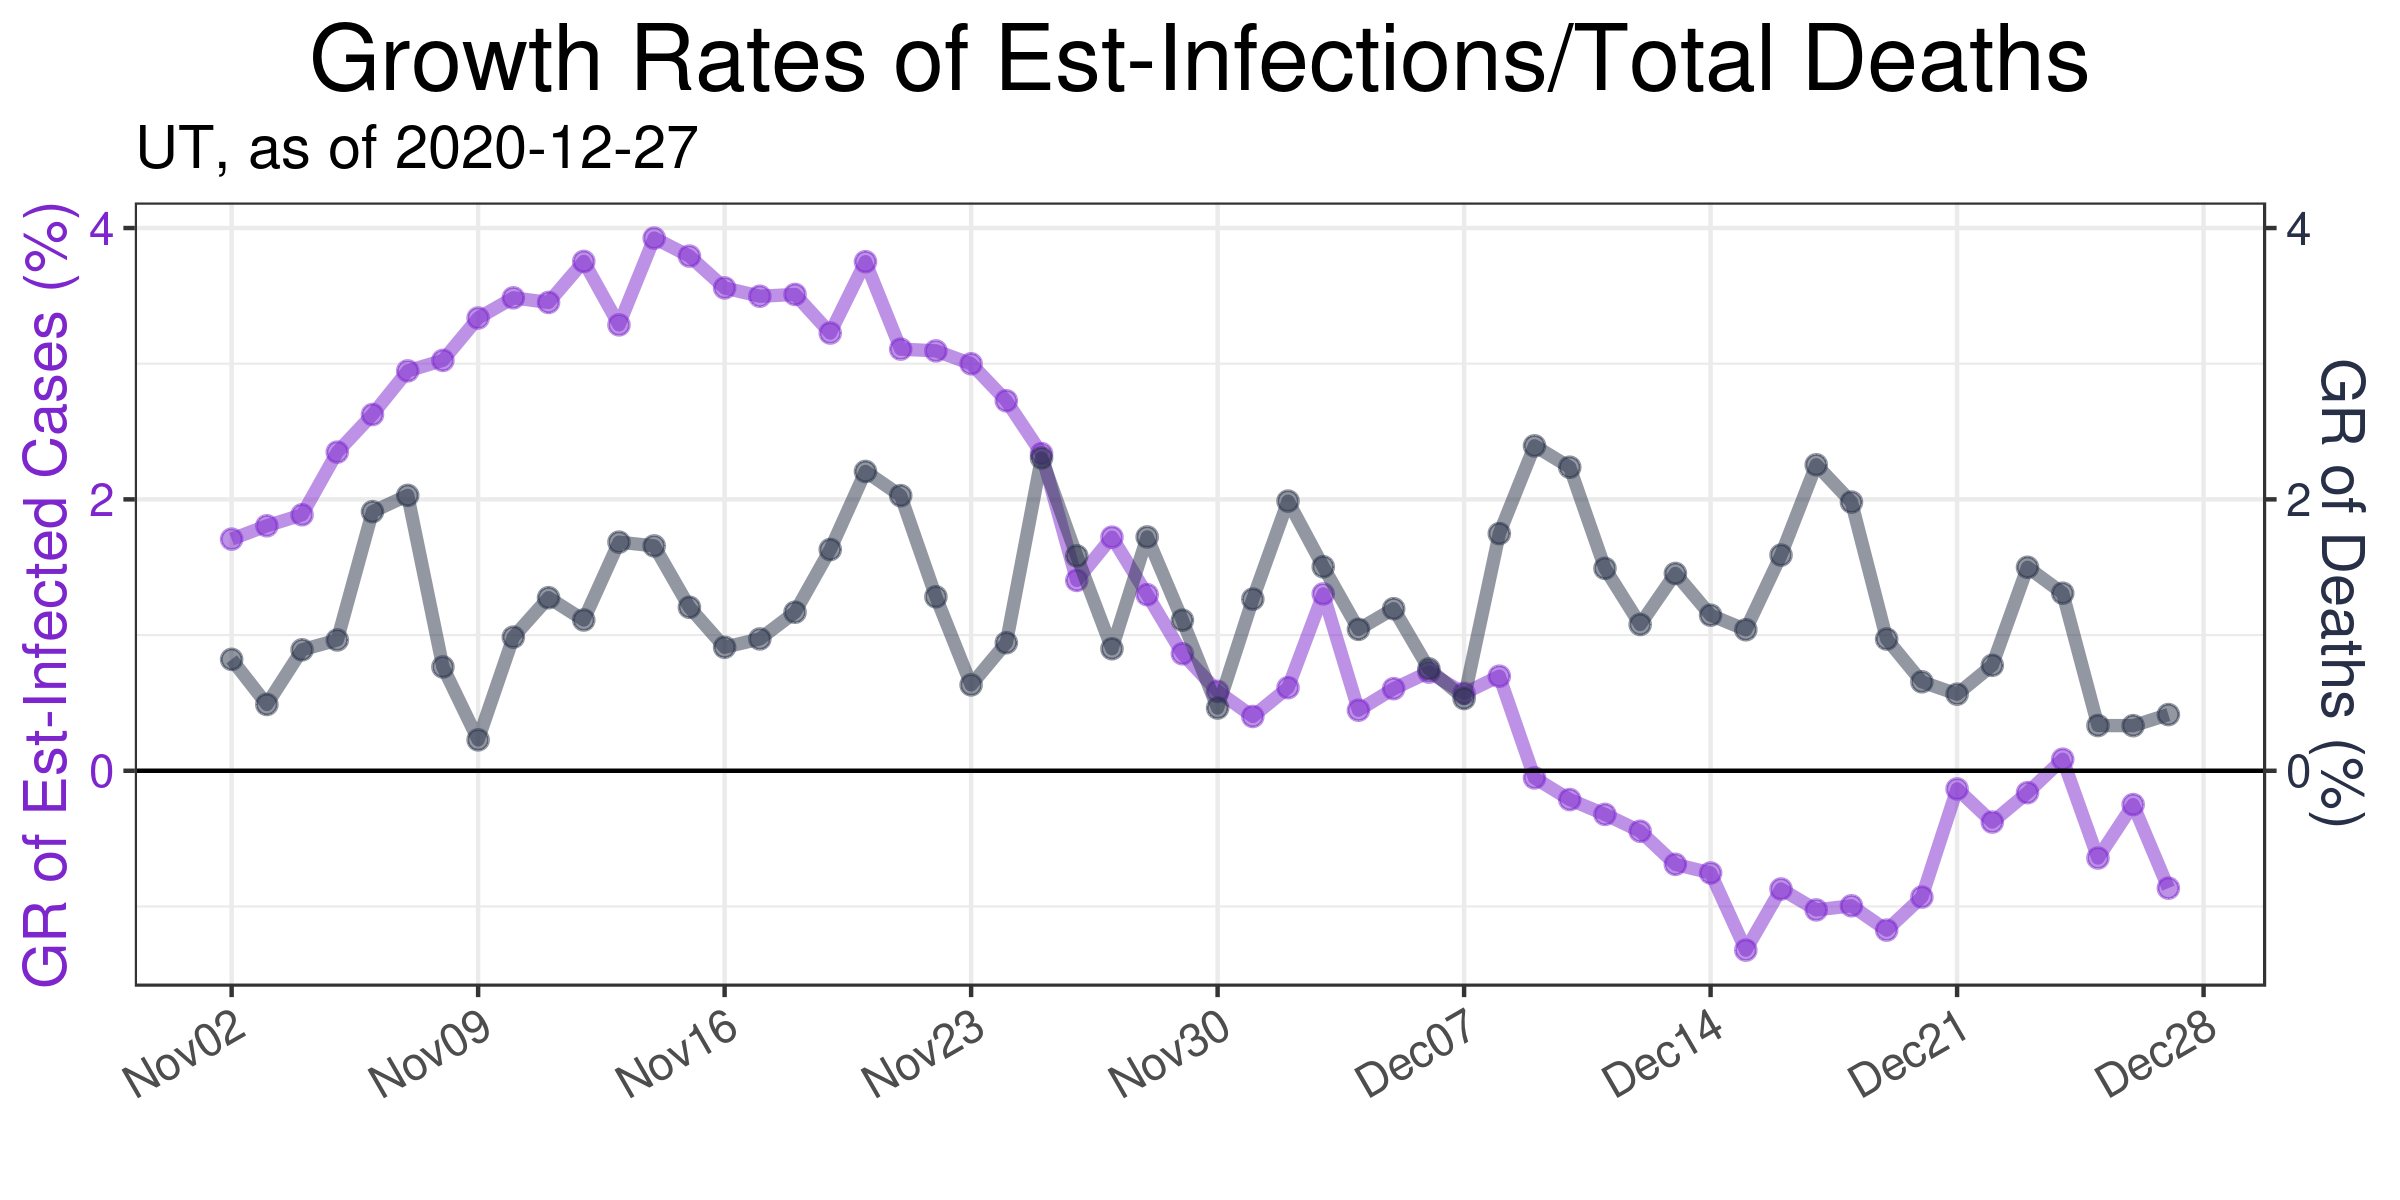 Growth Rates of Est-Infections/Total Deaths
UT, as of 2020-12-27
GR of Est-Infected Cases (%)
4
2
0
4
2
0
GR of Deaths (%)
Nov02
Nov09
Nov16
Nov23
Nov30
Dec07
Dec14
Dec21
Dec28